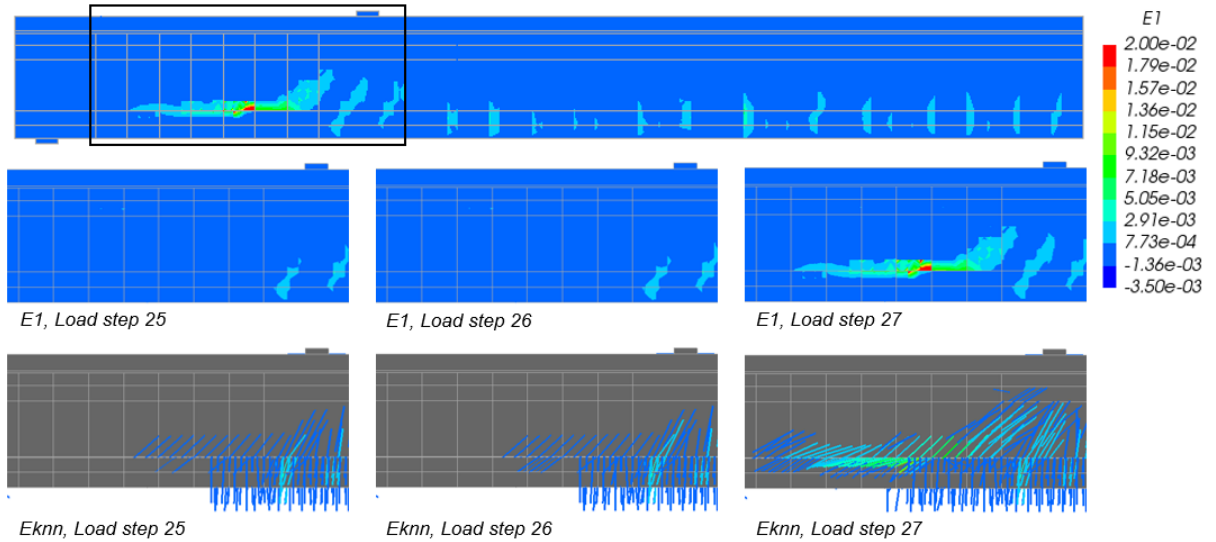 E1
2.00e-02
1.79e-02
1.57e-02
1.36e-02
1.15e-02
9.32e-03
7.18e-03
5.05e-03
2.91e-03
7.73e-04
-1.36e-03
-3.50e-03
E1, Load step 25
E1, Load step 26
E1, Load step 27
Eknn, Load step 25
Eknn, Load step 26
Eknn, Load step 27